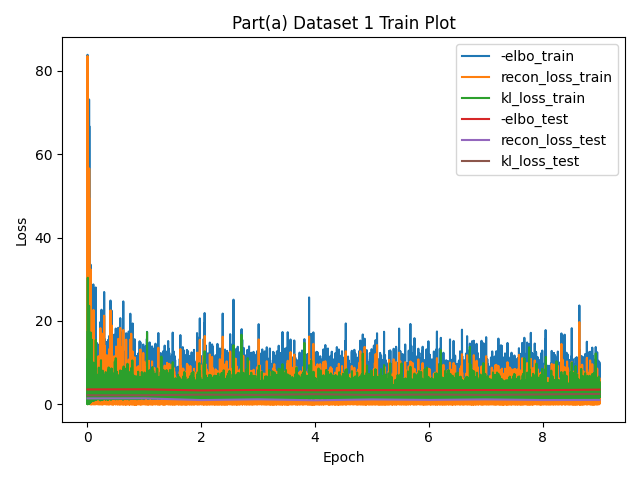 Part(a) Dataset 1 Train Plot
80
60
40
20
0
Loss
0 2 4 6 8
Epoch
-elbo_train
recon_loss_train
kl_loss_train
-elbo_test
recon_loss_test
kl_loss_test